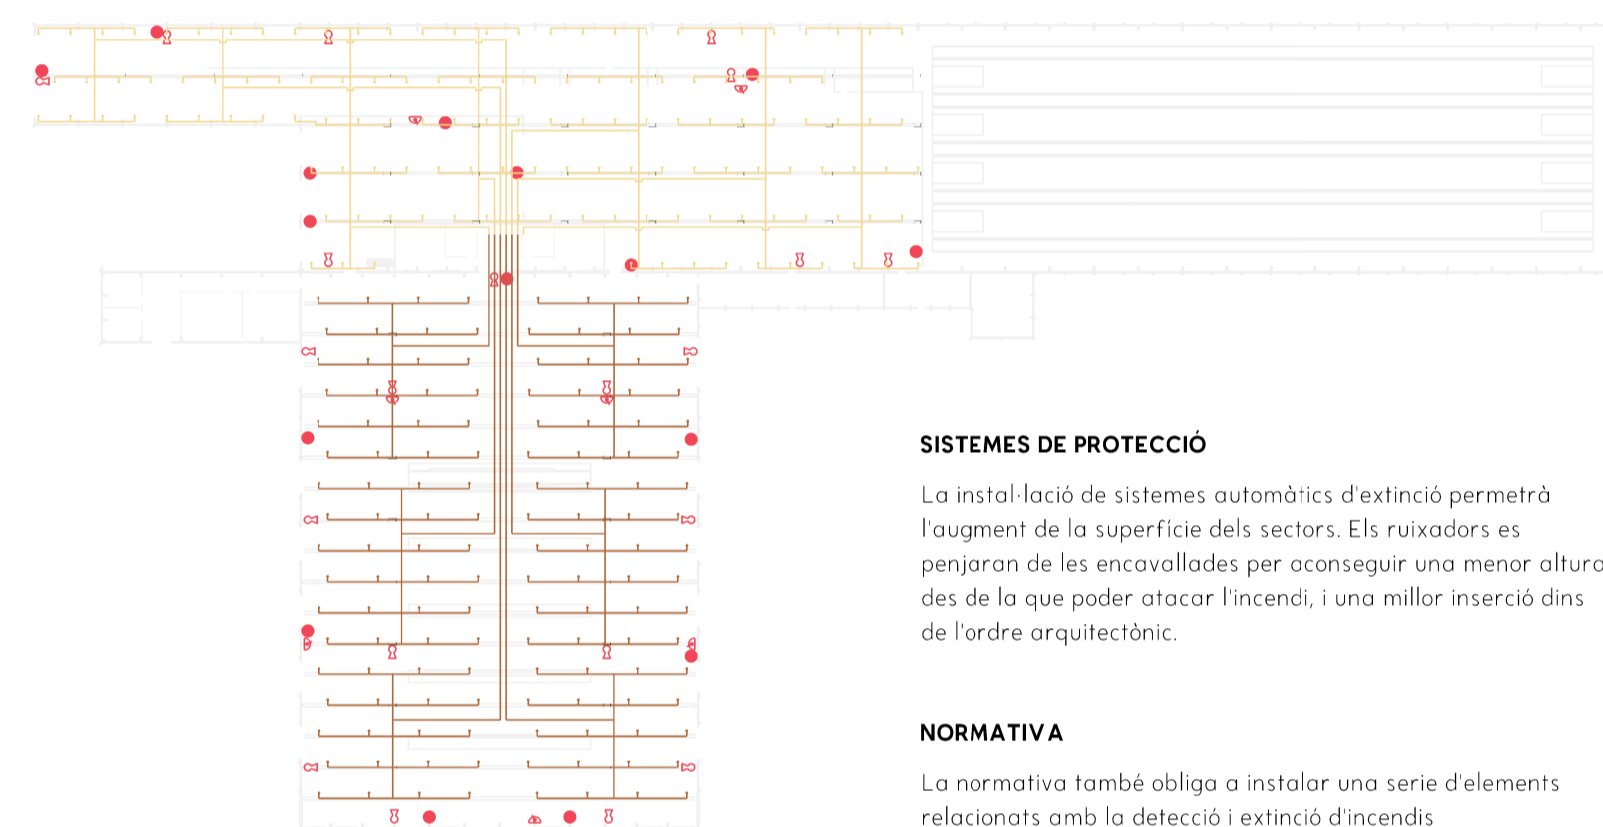 SISTEMES DE PROTECCIÓ
La instal·lació de sistemes automàtics d'extinció permetrà
l'augment de la superfície dels sectors. Els ruixadors es
penjaran de les encavallades per aconseguir una menor altura
des de la que poder atacar l'incendi, i una millor inserció dins
de l'ordre arquitectònic.
NORMATIVA
La normativa també obliga a instalar una serie d'elements
relacionats amb la detecció i extinció d'incendis